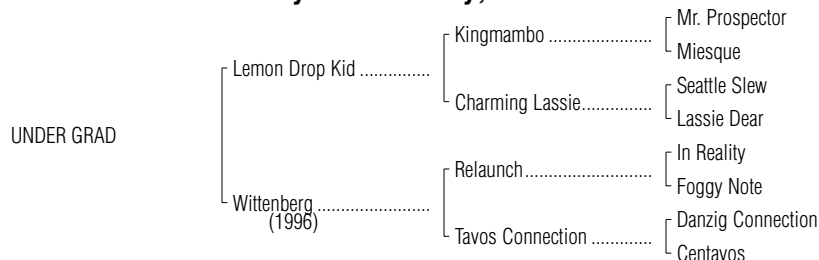 Mr. Prospector
Kingmambo ........................
Miesque
Lemon Drop Kid ...............
Seattle Slew
Charming Lassie...............
Lassie Dear
UNDER GRAD
In Reality
Relaunch.............................
Foggy Note
Wittenberg ........................
(1996)
Danzig Connection
Tavos Connection .............
Centavos